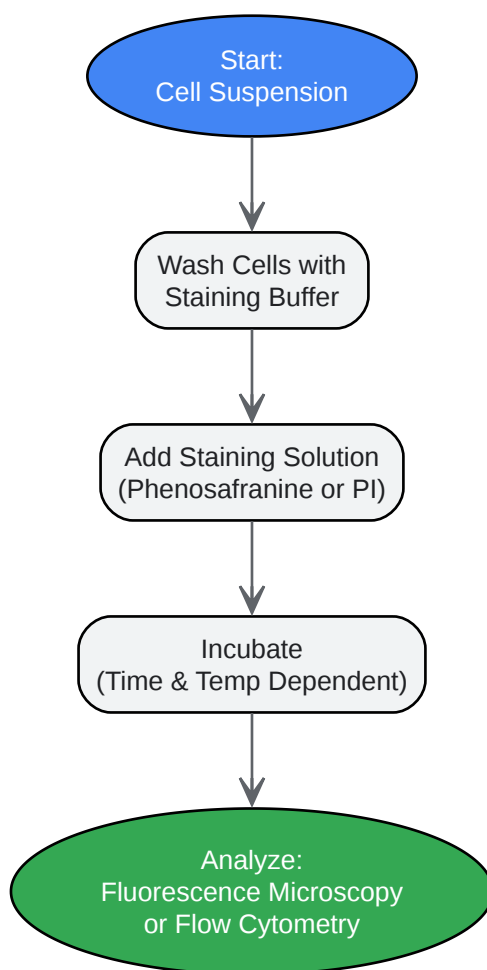 Start:
Cell Suspension
Wash Cells with
Staining Buffer
Add Staining Solution
(Phenosafranine or PI)
Incubate
(Time & Temp Dependent)
Analyze:
Fluorescence Microscopy
or Flow Cytometry